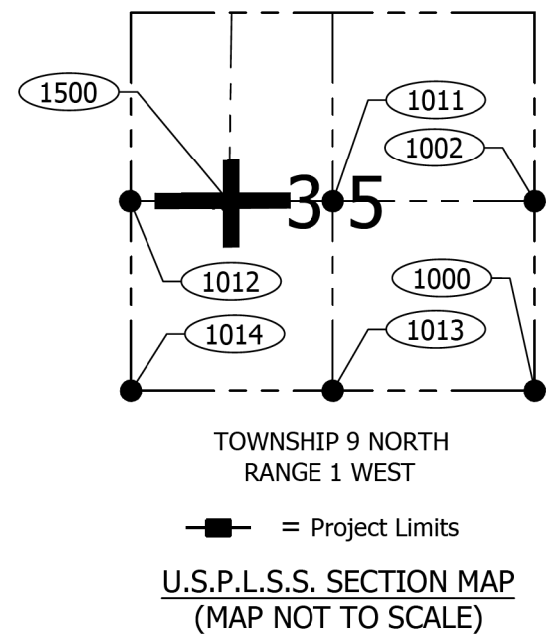 1500
1011
1002
35
1012
1000
1014
1013
TOWNSHIP 9 NORTH
RANGE 1 WEST
= Project Limits
U.S.P.L.S.S. SECTION MAP
(MAP NOT TO SCALE)